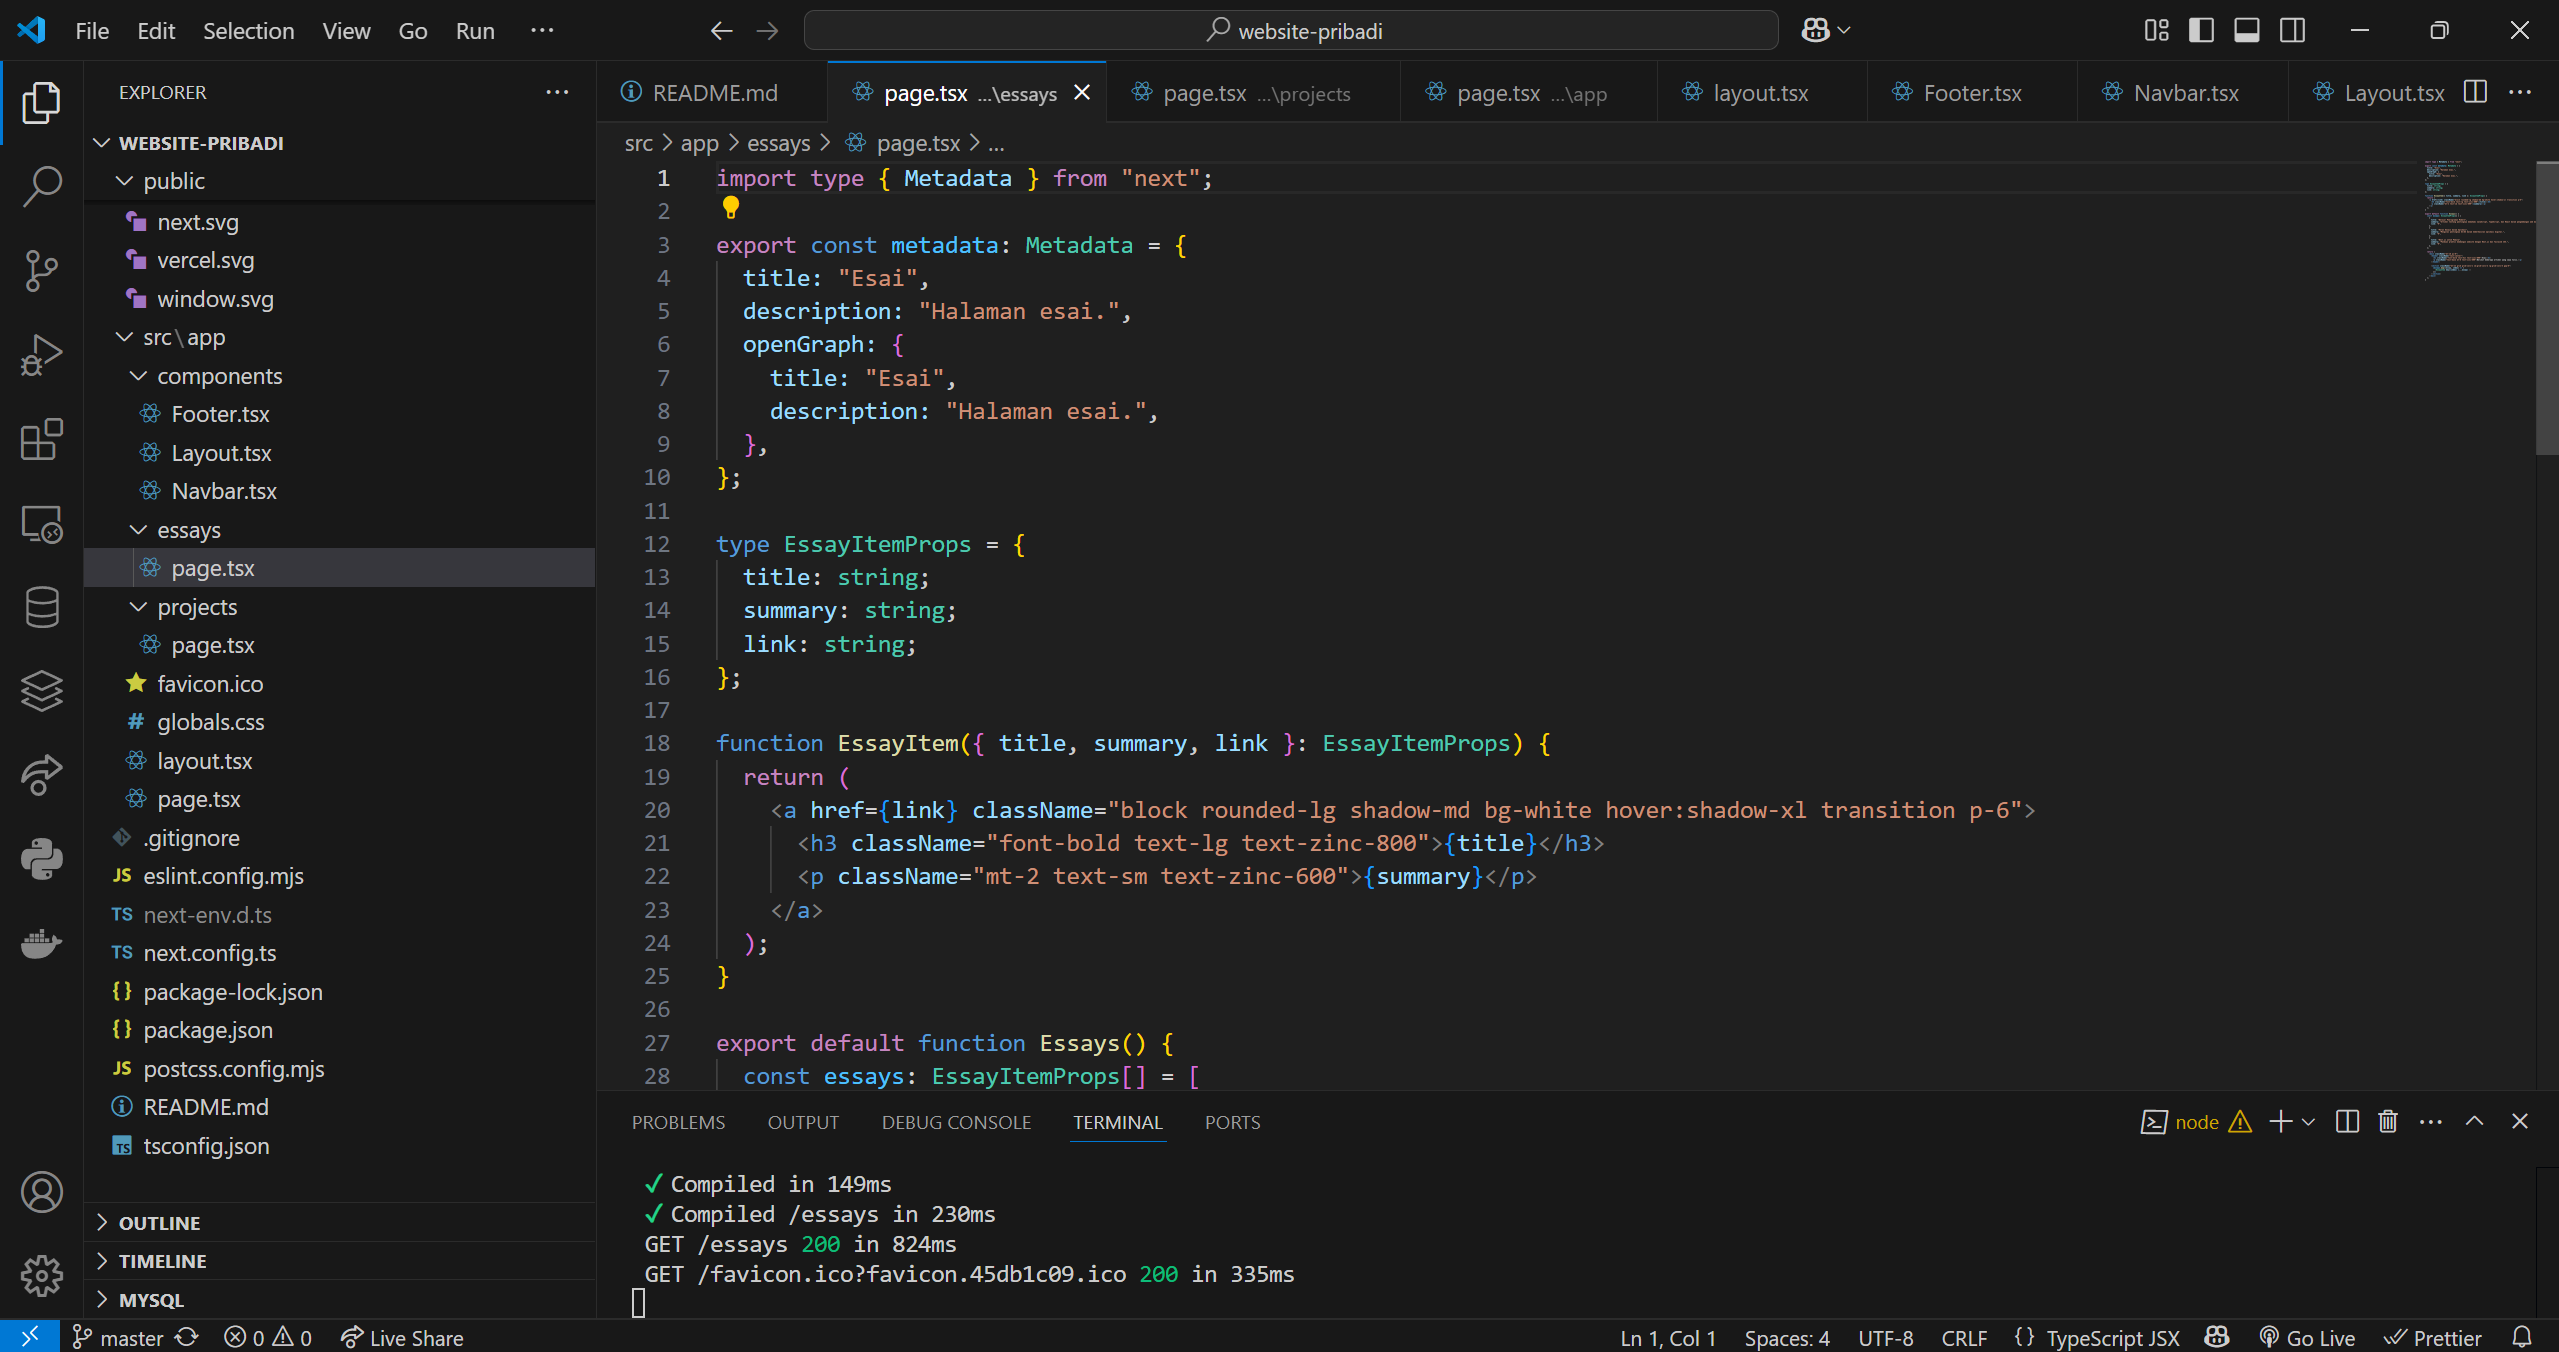 File Edit Selection View Go Run ··· website-pribadi
EXPLORER ···
WEBSITE-PRIBADI
public
next.svg
vercel.svg
window.svg
src\app
components
Footer.tsx
Layout.tsx
Navbar.tsx
essays
page.tsx
projects
page.tsx
favicon.ico
globals.css
layout.tsx
page.tsx
.gitignore
eslint.config.mjs
next-env.d.ts
next.config.ts
package-lock.json
package.json
postcss.config.mjs
README.md
tsconfig.json
OUTLINE
TIMELINE
MYSQL
README.md page.tsx ...\essays page.tsx ...\projects page.tsx ...\app layout.tsx Footer.tsx Navbar.tsx Layout.tsx ···
src > app > essays > page.tsx > ...
1 import type { Metadata } from "next";
2
3 export const metadata: Metadata = {
4 title: "Esai",
5 description: "Halaman esai.",
6 openGraph: {
7 title: "Esai",
8 description: "Halaman esai.",
9 },
10 };
11
12 type EssayItemProps = {
13 title: string;
14 summary: string;
15 link: string;
16 };
17
18 function EssayItem({ title, summary, link }: EssayItemProps) {
19 return (
20 <a href={link} className="block rounded-lg shadow-md bg-white hover:shadow-xl transition p-6">
21 <h3 className="font-bold text-lg text-zinc-800">{title}</h3>
22 <p className="mt-2 text-sm text-zinc-600">{summary}</p>
23 </a>
24 );
25 }
26
27 export default function Essays() {
28 const essays: EssayItemProps[] = [
PROBLEMS OUTPUT DEBUG CONSOLE TERMINAL PORTS node ···
✓ Compiled in 149ms
✓ Compiled /essays in 230ms
GET /essays 200 in 824ms
GET /favicon.ico?favicon.45db1c09.ico 200 in 335ms
master 0 0 Live Share Ln 1, Col 1 Spaces: 4 UTF-8 CRLF {} TypeScript JSX Go Live Prettier